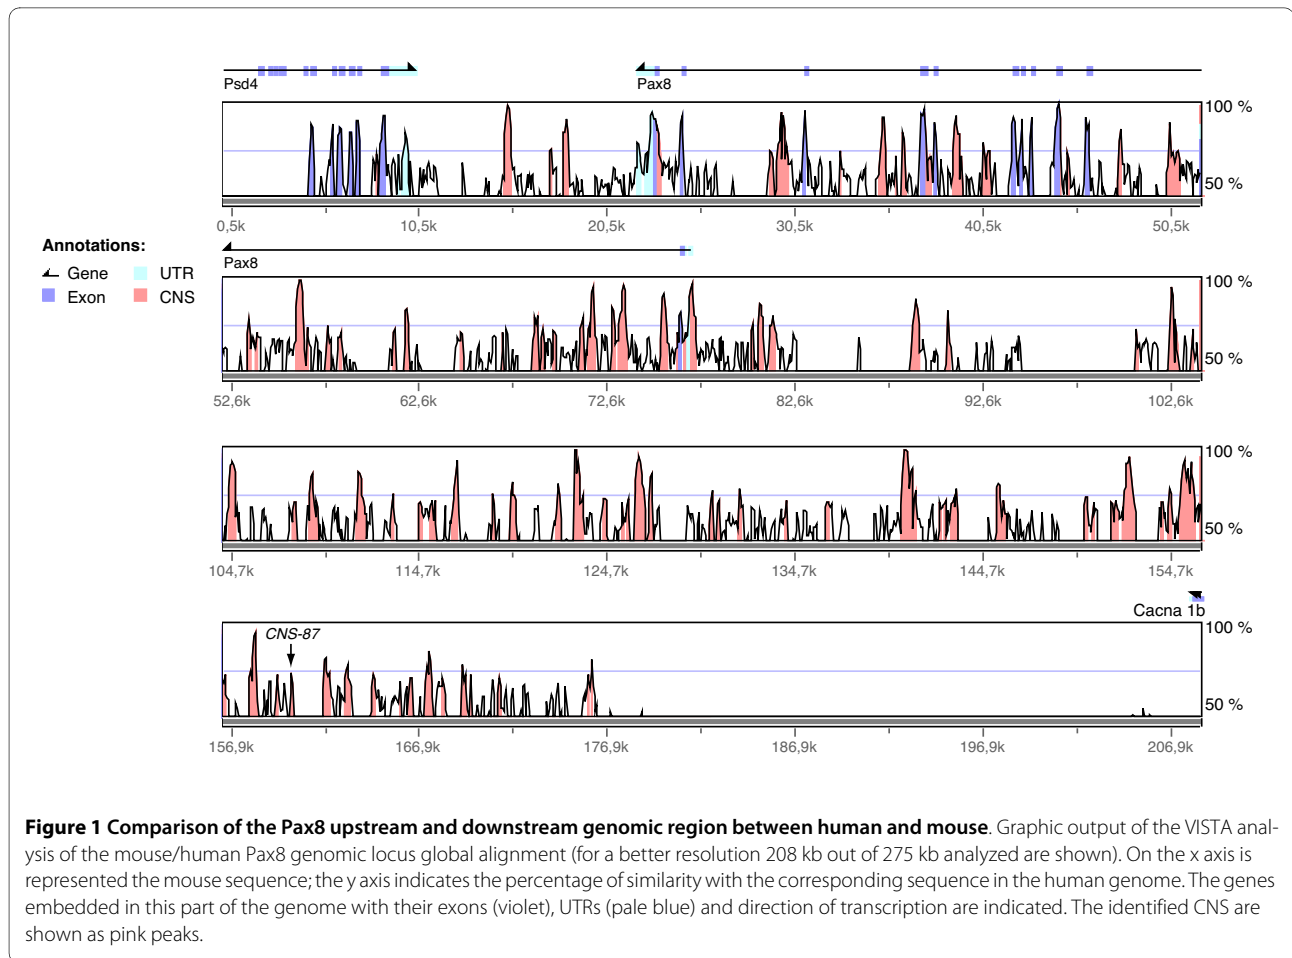 Psd4
Pax8
100 %
50 %
0,5k 10,5k 20,5k 30,5k 40,5k 50,5k
Annotations:
Gene UTR
Exon CNS
Pax8
100 %
50 %
52,6k 62,6k 72,6k 82,6k 92,6k 102,6k
100 %
50 %
104,7k 114,7k 124,7k 134,7k 144,7k 154,7k
Cacna 1b
CNS-87
100 %
50 %
156,9k 166,9k 176,9k 186,9k 196,9k 206,9k
Figure 1 Comparison of the Pax8 upstream and downstream genomic region between human and mouse. Graphic output of the VISTA anal-
ysis of the mouse/human Pax8 genomic locus global alignment (for a better resolution 208 kb out of 275 kb analyzed are shown). On the x axis is
represented the mouse sequence; the y axis indicates the percentage of similarity with the corresponding sequence in the human genome. The genes
embedded in this part of the genome with their exons (violet), UTRs (pale blue) and direction of transcription are indicated. The identified CNS are
shown as pink peaks.